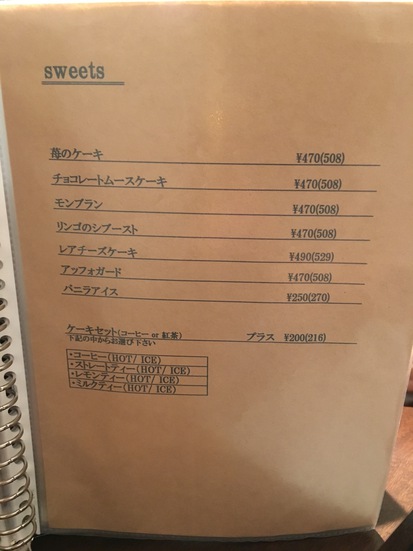 sweets
苺のケーキ ¥470(508)
チョコレートムースケーキ ¥470(508)
モンブラン ¥470(508)
リンゴのシブースト ¥470(508)
レアチーズケーキ ¥490(529)
アッフォガード ¥470(508)
バニラアイス ¥250(270)
ケーキセット(コーヒー or 紅茶) プラス ¥200(216)
下記の中からお選び下さい
・コーヒー(HOT/ ICE)
・ストレートティー(HOT/ ICE)
・レモンティー(HOT/ ICE)
・ミルクティー(HOT/ ICE)